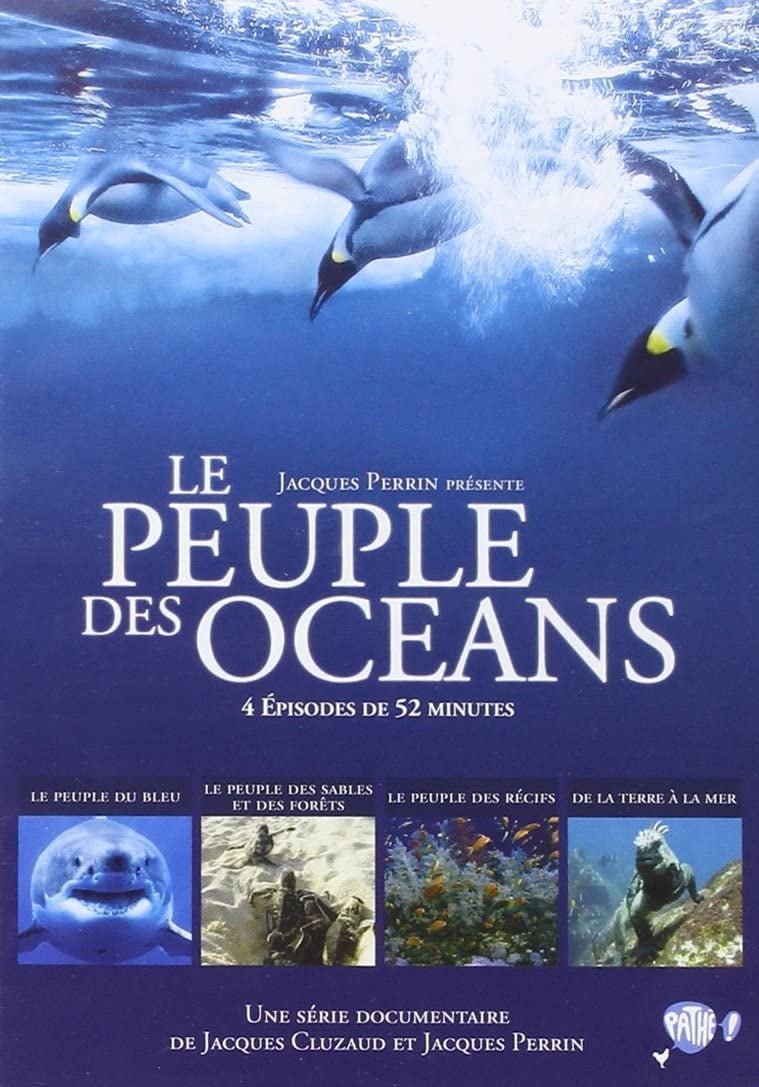 Jacques Perrin présente
LE
PEUPLE
DES OCEANS
4 Épisodes de 52 minutes
LE PEUPLE DU BLEU
LE PEUPLE DES SABLES
ET DES FORÊTS
LE PEUPLE DES RÉCIFS
DE LA TERRE À LA MER
Une série documentaire
de Jacques Cluzaud et Jacques Perrin
PATHE!